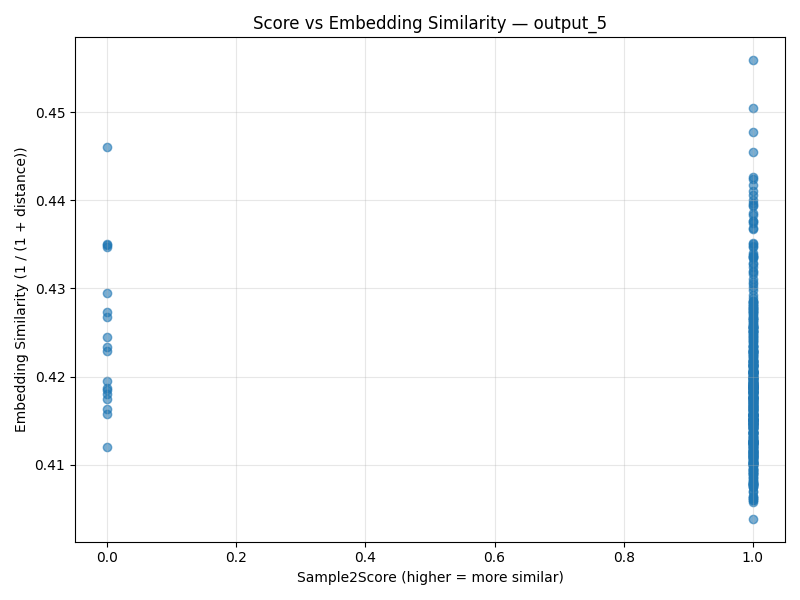 Score vs Embedding Similarity — output_5
Embedding Similarity (1 / (1 + distance))
0.45
0.44
0.43
0.42
0.41
0.0 0.2 0.4 0.6 0.8 1.0
Sample2Score (higher = more similar)